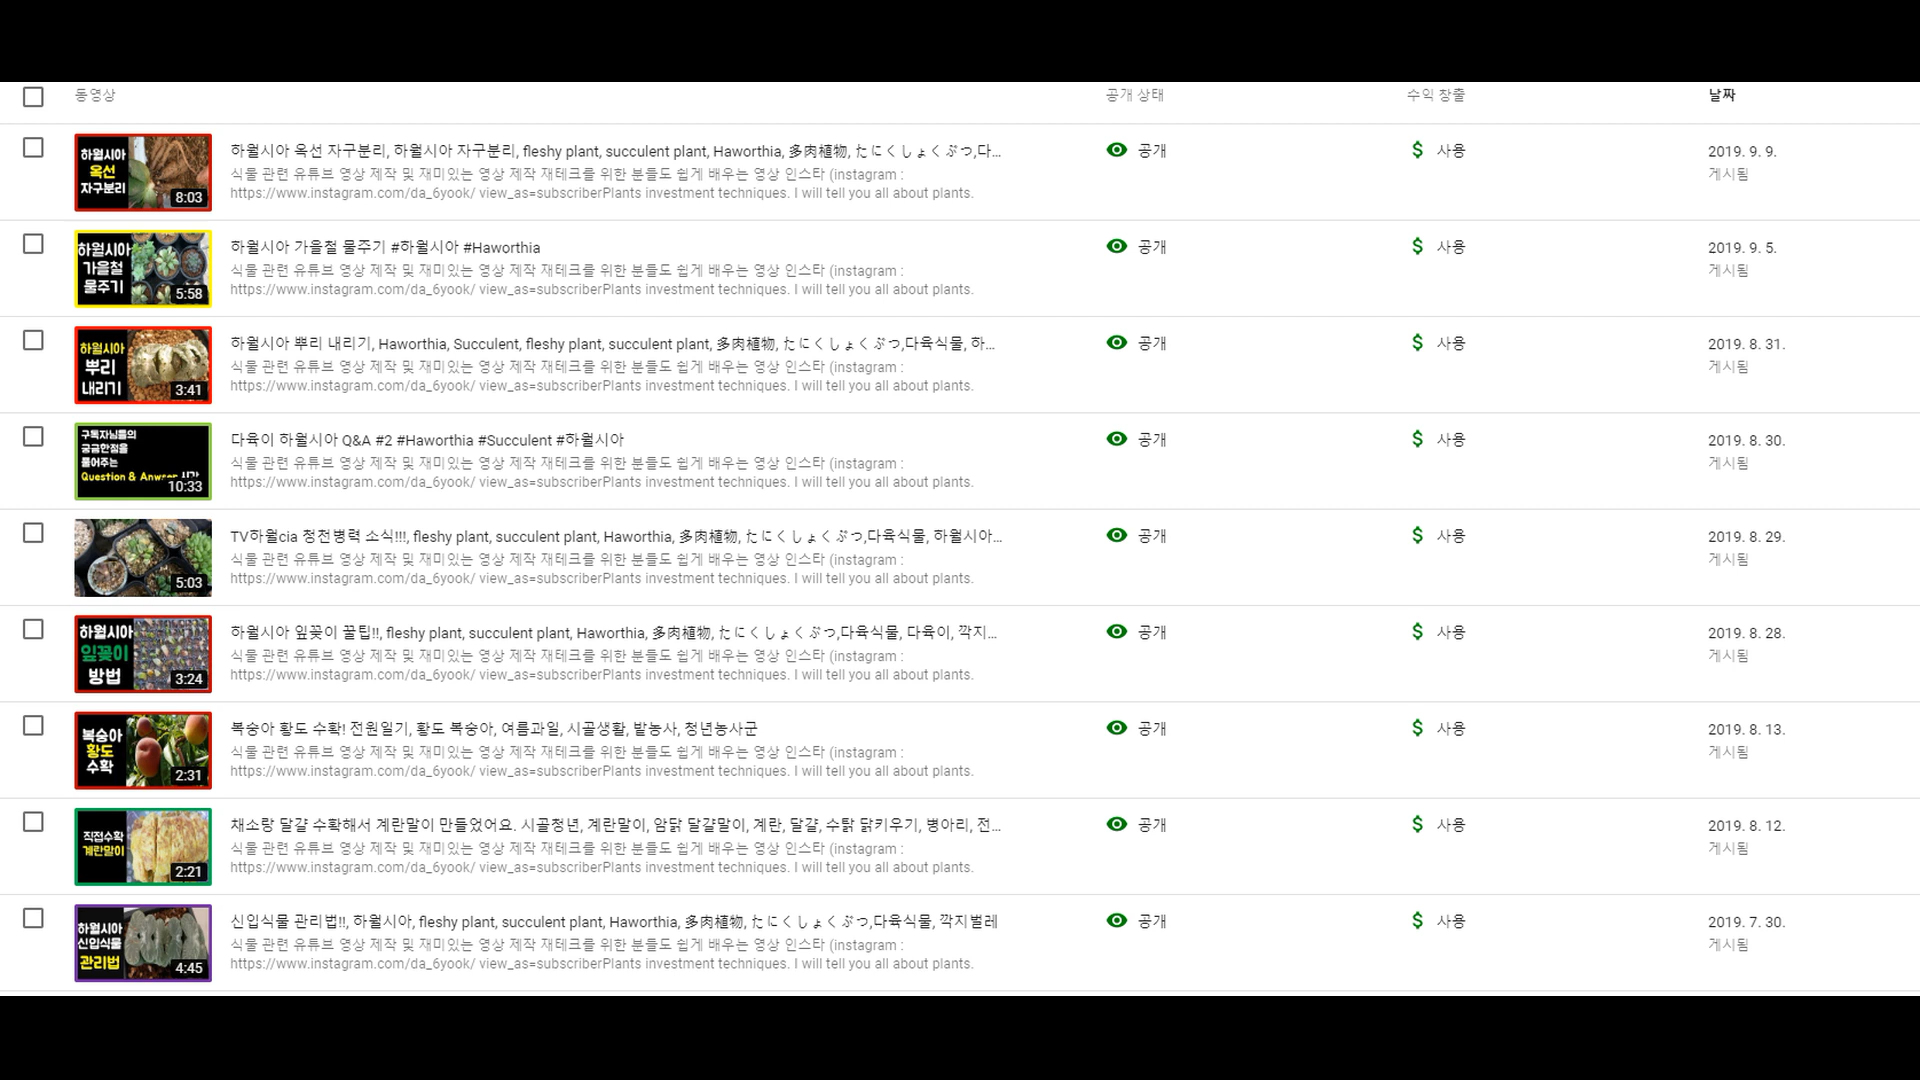 동영상 공개 상태 수익 창출 날짜
하월시아
옥선
자구분리
8:03
하월시아 옥선 자구분리, 하월시아 자구분리, fleshy plant, succulent plant, Haworthia, 多肉植物, たにくしょくぶつ,다...
식물 관련 유튜브 영상 제작 및 재미있는 영상 제작 재테크를 위한 분들도 쉽게 배우는 영상 인스타 (instagram :
https://www.instagram.com/da_6yook/ view_as=subscriberPlants investment techniques. I will tell you all about plants.
공개 $ 사용 2019. 9. 9.
게시됨
하월시아
가을철
물주기
5:58
하월시아 가을철 물주기 #하월시아 #Haworthia
식물 관련 유튜브 영상 제작 및 재미있는 영상 제작 재테크를 위한 분들도 쉽게 배우는 영상 인스타 (instagram :
https://www.instagram.com/da_6yook/ view_as=subscriberPlants investment techniques. I will tell you all about plants.
공개 $ 사용 2019. 9. 5.
게시됨
하월시아
뿌리
내리기
3:41
하월시아 뿌리 내리기, Haworthia, Succulent, fleshy plant, succulent plant, 多肉植物, たにくしょくぶつ,다육식물, 하...
식물 관련 유튜브 영상 제작 및 재미있는 영상 제작 재테크를 위한 분들도 쉽게 배우는 영상 인스타 (instagram :
https://www.instagram.com/da_6yook/ view_as=subscriberPlants investment techniques. I will tell you all about plants.
공개 $ 사용 2019. 8. 31.
게시됨
구독자님들의
궁금한점을
풀어주는
Question & Anwser
10:33
다육이 하월시아 Q&A #2 #Haworthia #Succulent #하월시아
식물 관련 유튜브 영상 제작 및 재미있는 영상 제작 재테크를 위한 분들도 쉽게 배우는 영상 인스타 (instagram :
https://www.instagram.com/da_6yook/ view_as=subscriberPlants investment techniques. I will tell you all about plants.
공개 $ 사용 2019. 8. 30.
게시됨
5:03
TV하월cia 청천병력 소식!!!, fleshy plant, succulent plant, Haworthia, 多肉植物, たにくしょくぶつ,다육식물, 하월시아...
식물 관련 유튜브 영상 제작 및 재미있는 영상 제작 재테크를 위한 분들도 쉽게 배우는 영상 인스타 (instagram :
https://www.instagram.com/da_6yook/ view_as=subscriberPlants investment techniques. I will tell you all about plants.
공개 $ 사용 2019. 8. 29.
게시됨
하월시아
잎꽂이
방법
3:24
하월시아 잎꽂이 꿀팁!!, fleshy plant, succulent plant, Haworthia, 多肉植物, たにくしょくぶつ,다육식물, 다육이, 깍지...
식물 관련 유튜브 영상 제작 및 재미있는 영상 제작 재테크를 위한 분들도 쉽게 배우는 영상 인스타 (instagram :
https://www.instagram.com/da_6yook/ view_as=subscriberPlants investment techniques. I will tell you all about plants.
공개 $ 사용 2019. 8. 28.
게시됨
복숭아
황도
수확
2:31
복숭아 황도 수확! 전원일기, 황도 복숭아, 여름과일, 시골생활, 밭농사, 청년농사군
식물 관련 유튜브 영상 제작 및 재미있는 영상 제작 재테크를 위한 분들도 쉽게 배우는 영상 인스타 (instagram :
https://www.instagram.com/da_6yook/ view_as=subscriberPlants investment techniques. I will tell you all about plants.
공개 $ 사용 2019. 8. 13.
게시됨
직접수확
계란말이
2:21
채소랑 달걀 수확해서 계란말이 만들었어요. 시골청년, 계란말이, 암탉 달걀말이, 계란, 달걀, 수탉 닭키우기, 병아리, 전...
식물 관련 유튜브 영상 제작 및 재미있는 영상 제작 재테크를 위한 분들도 쉽게 배우는 영상 인스타 (instagram :
https://www.instagram.com/da_6yook/ view_as=subscriberPlants investment techniques. I will tell you all about plants.
공개 $ 사용 2019. 8. 12.
게시됨
하월시아
신입식물
관리법
4:45
신입식물 관리법!!, 하월시아, fleshy plant, succulent plant, Haworthia, 多肉植物, たにくしょくぶつ,다육식물, 깍지벌레
식물 관련 유튜브 영상 제작 및 재미있는 영상 제작 재테크를 위한 분들도 쉽게 배우는 영상 인스타 (instagram :
https://www.instagram.com/da_6yook/ view_as=subscriberPlants investment techniques. I will tell you all about plants.
공개 $ 사용 2019. 7. 30.
게시됨